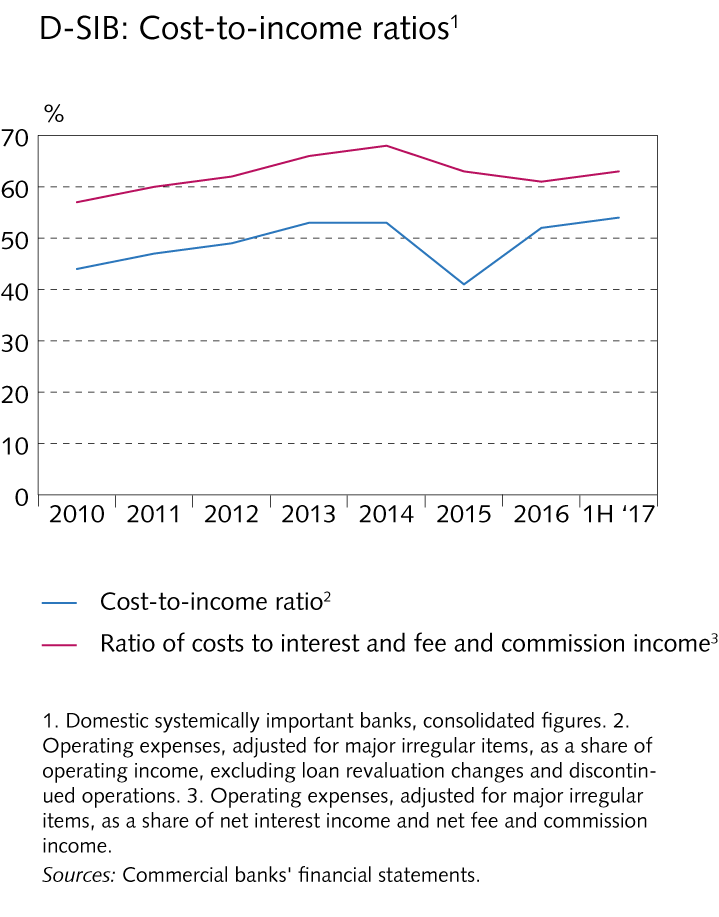 D-SIB: Cost-to-income ratios¹
%
70
60
50
40
30
20
10
0
2010 2011 2012 2013 2014 2015 2016 1H ‘17
Cost-to-income ratio²
Ratio of costs to interest and fee and commission income³
1. Domestic systemically important banks, consolidated figures. 2.
Operating expenses, adjusted for major irregular items, as a share of
operating income, excluding loan revaluation changes and discontin-
ued operations. 3. Operating expenses, adjusted for major irregular
items, as a share of net interest income and net fee and commission
income.
Sources: Commercial banks' financial statements.